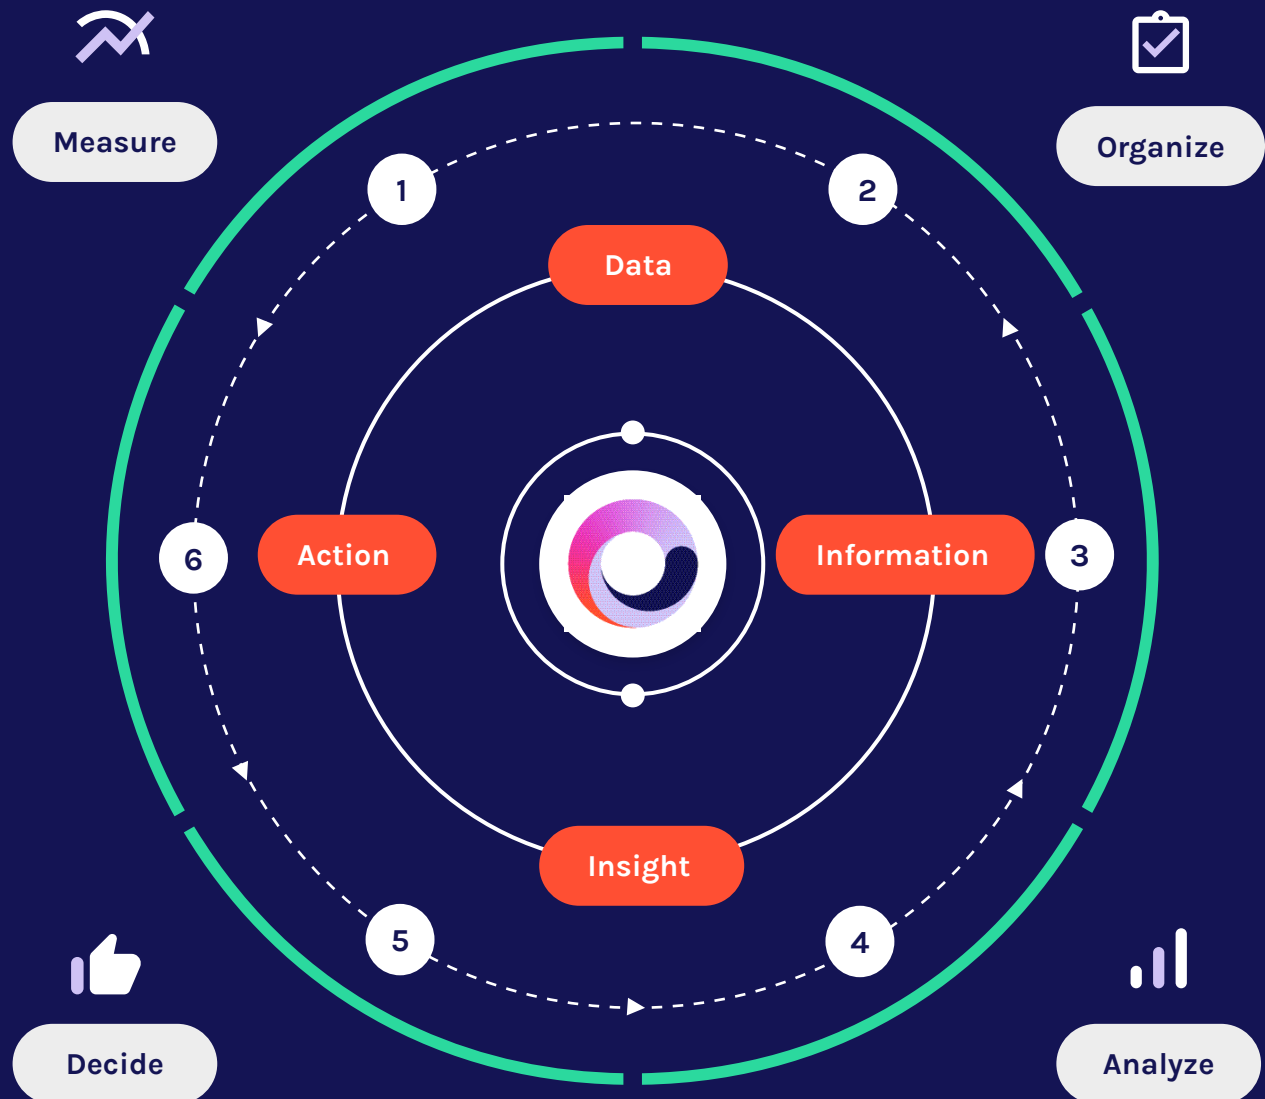 Measure
Organize
1
2
Data
6
Action
Information
3
Insight
5
4
Decide
Analyze